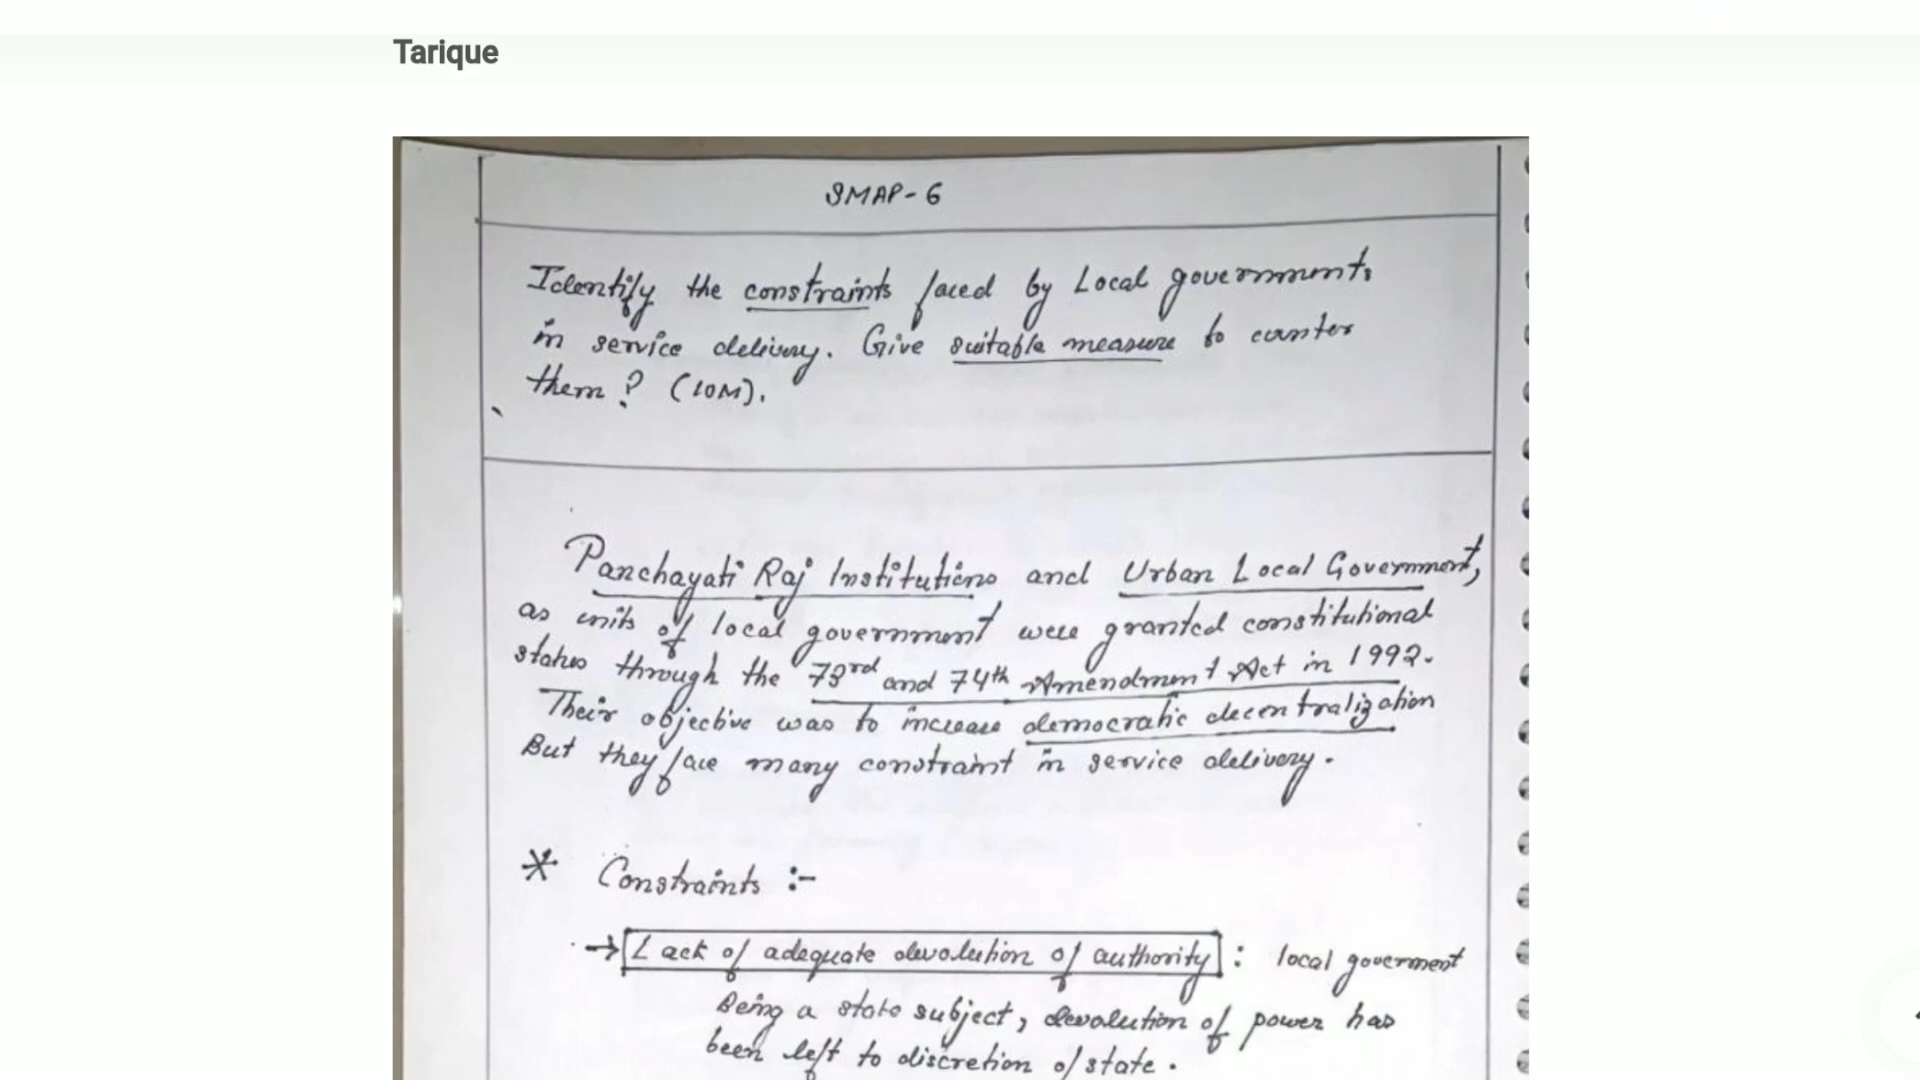 Tarique
SMAP-6
Identify the constraints faced by Local governments
in service delivery. Give suitable measure to counter
them? (10M).
Panchayati Raj Institutions and Urban Local Government,
as units of local government were granted constitutional
status through the 73rd and 74th Amendment Act in 1992.
Their objective was to increase democratic decentralization
But they face many constraint in service delivery.
* Constraints :-
→ Lack of adequate devolution of authority : local goverment
Being a state subject, devolution of power has
been left to discretion of state.